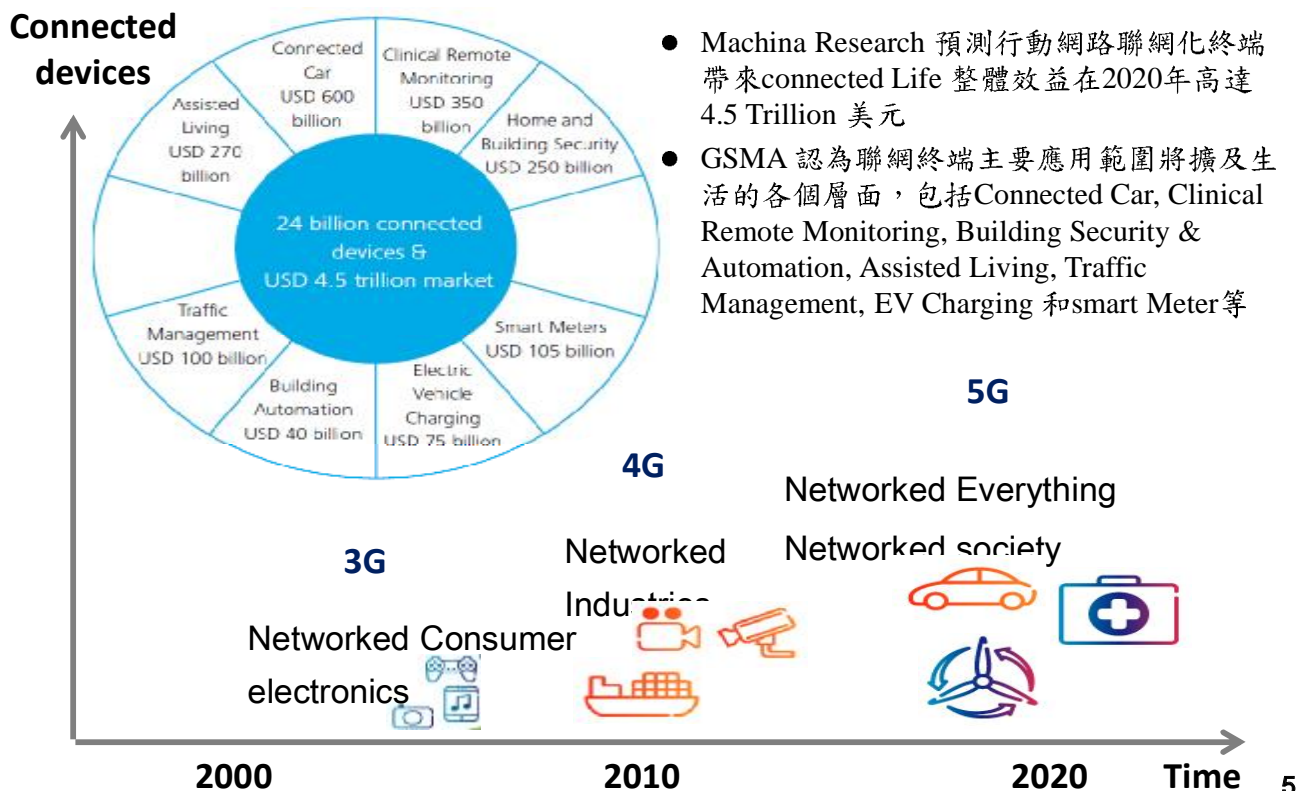 Connected
devices
Connected
Car
USD 600
billion
Clinical Remote
Monitoring
USD 350
billion
Assisted
Living
USD 270
billion
Home and
Building Security
USD 250 billion
24 billion connected
devices &
USD 4.5 trillion market
Traffic
Management
USD 100 billion
Smart Meters
USD 105 billion
Building
Automation
USD 40 billion
Electric
Vehicle
Charging
USD 75 billion
● Machina Research 預測行動網路聯網化終端
帶來connected Life 整體效益在2020年高達
4.5 Trillion 美元
● GSMA 認為聯網終端主要應用範圍將擴及生
活的各個層面，包括Connected Car, Clinical
Remote Monitoring, Building Security &
Automation, Assisted Living, Traffic
Management, EV Charging 和smart Meter等
5G
4G
Networked Everything
Networked society
3G
Networked
Industries
Networked Consumer
electronics
2000
2010
2020
Time
5